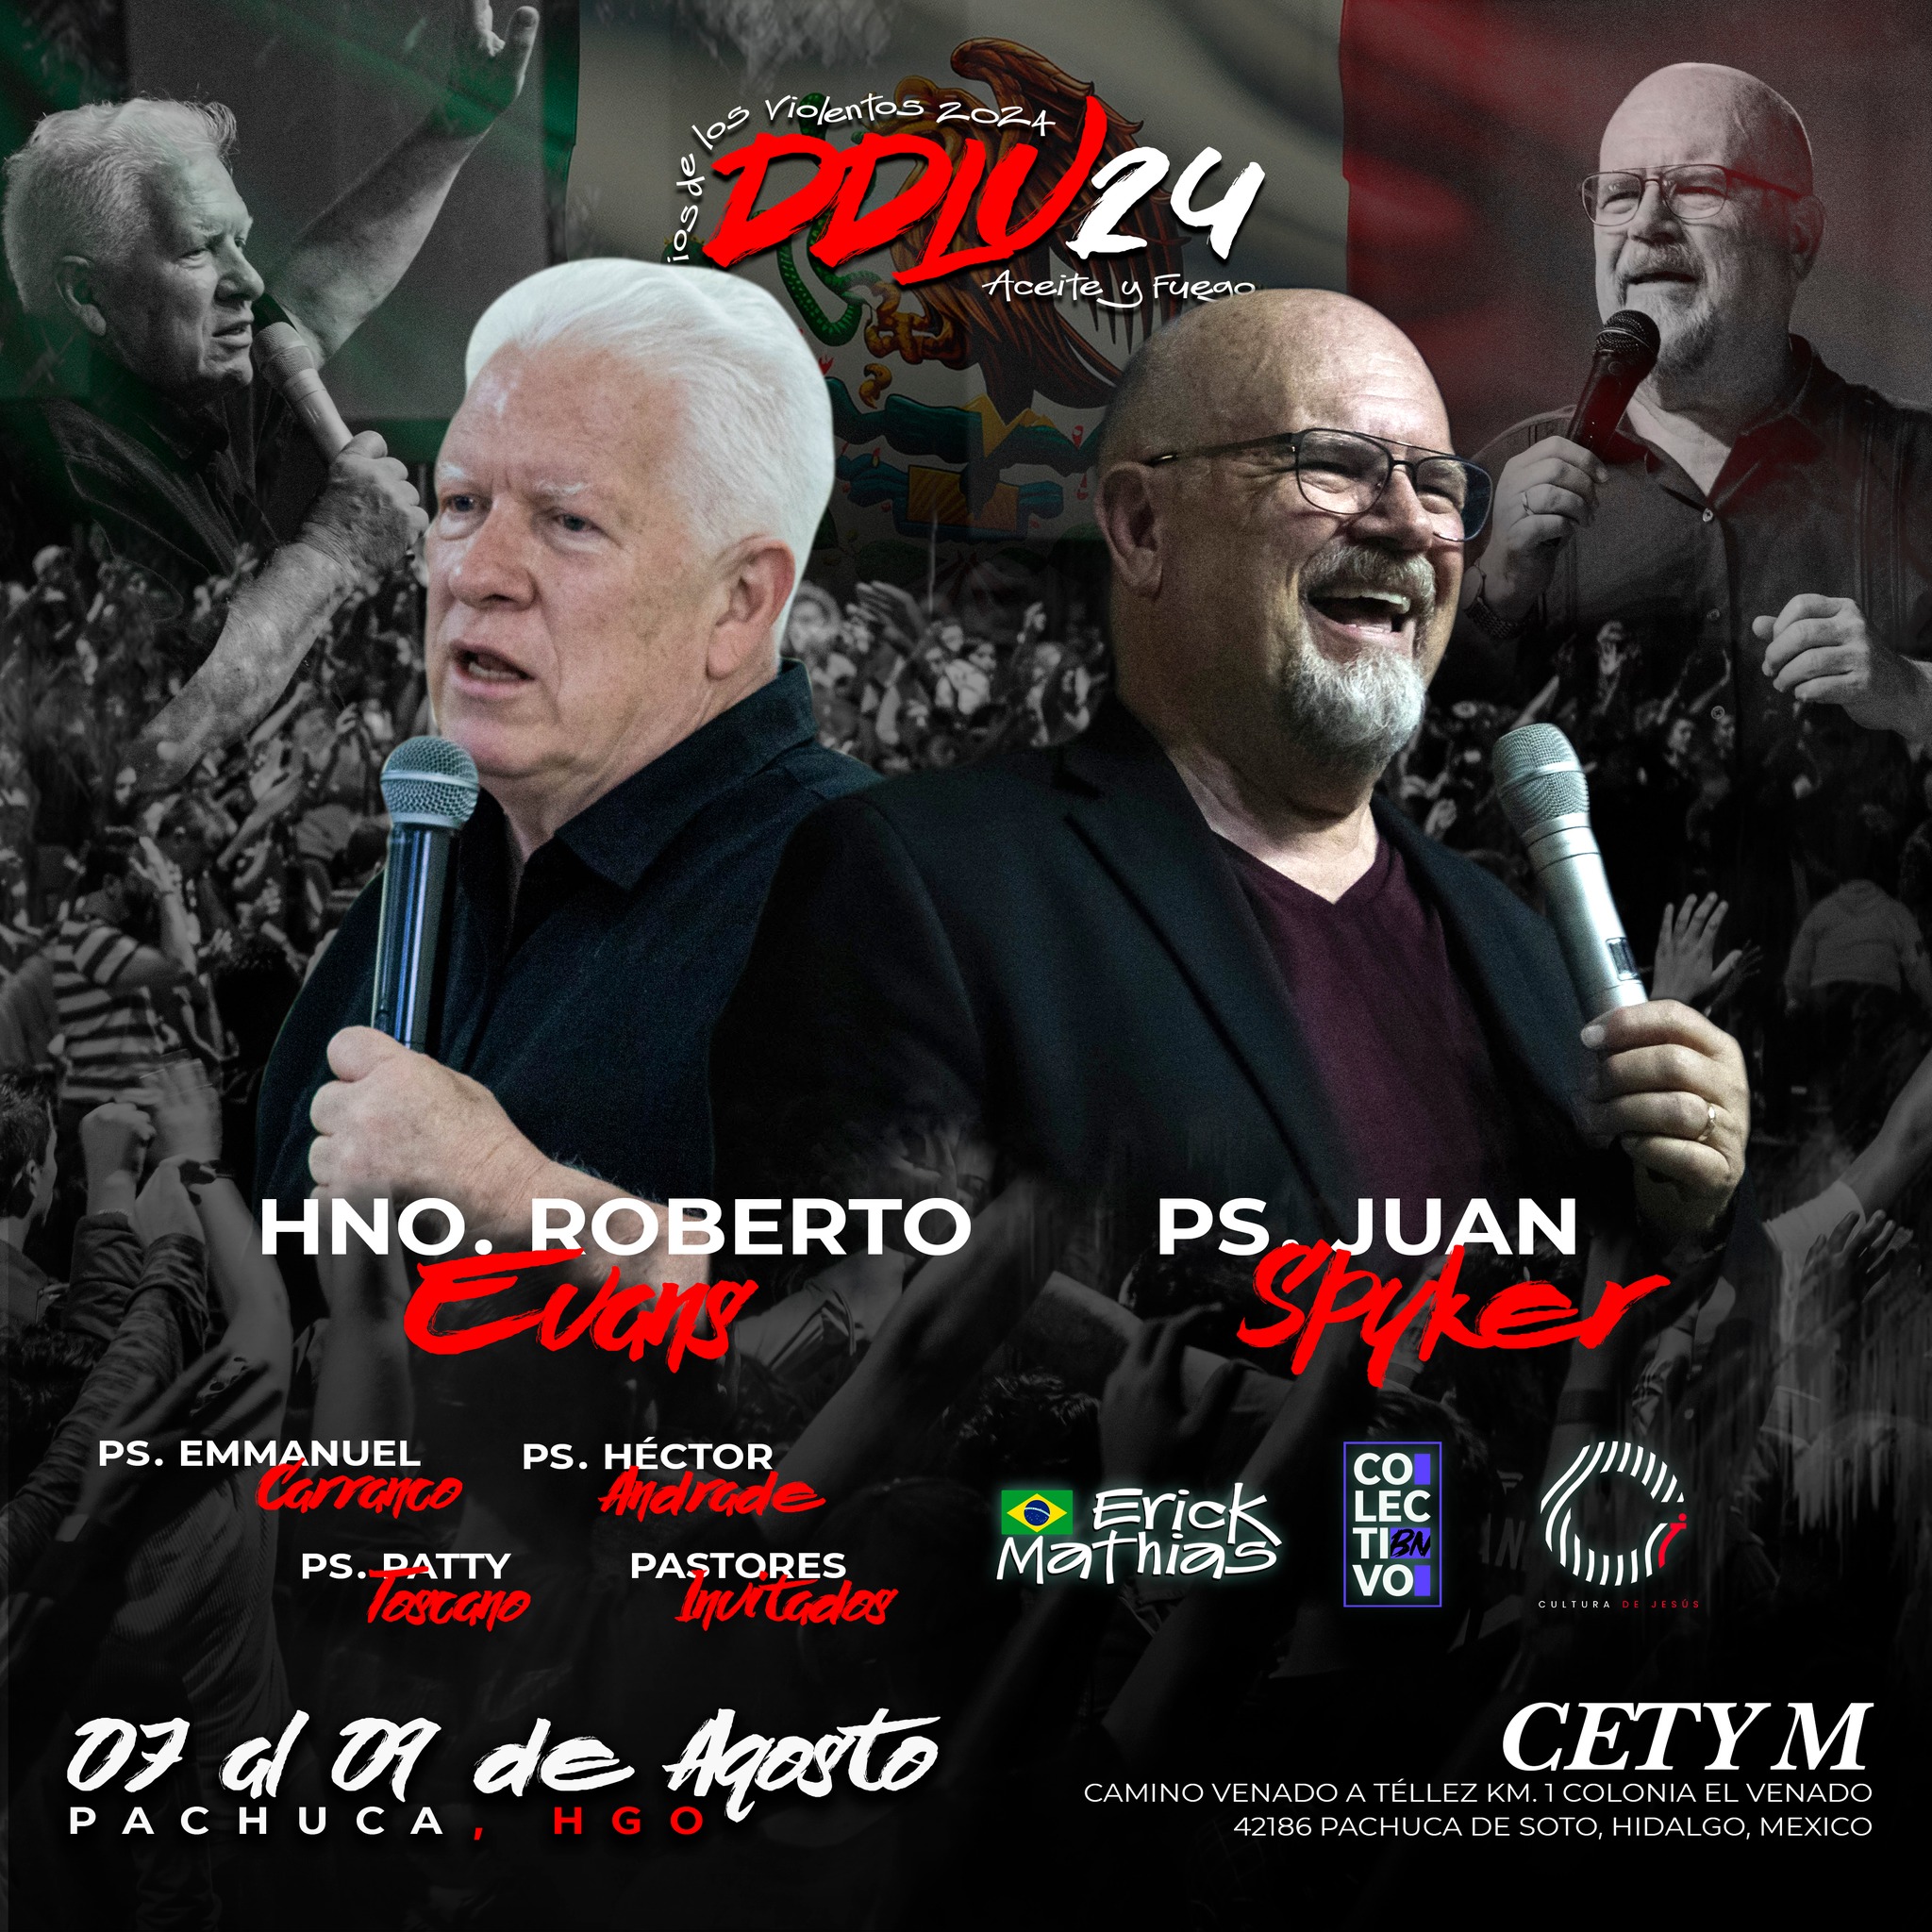 ios de los Violentos 2024
DDLV24
Aceite y Fuego
HNO. ROBERTO
Evans
PS. JUAN
Spyker
PS. EMMANUEL
Carranco
PS. HÉCTOR
Andrade
PS. PATTY
Toscano
PASTORES
Invitados
Erick
Mathias
CO
LEC
TI BN
VO
CULTURA DE JESÚS
07 al 09 de Agosto
PACHUCA, HGO
CETY M
CAMINO VENADO A TÉLLEZ KM. 1 COLONIA EL VENADO
42186 PACHUCA DE SOTO, HIDALGO, MEXICO